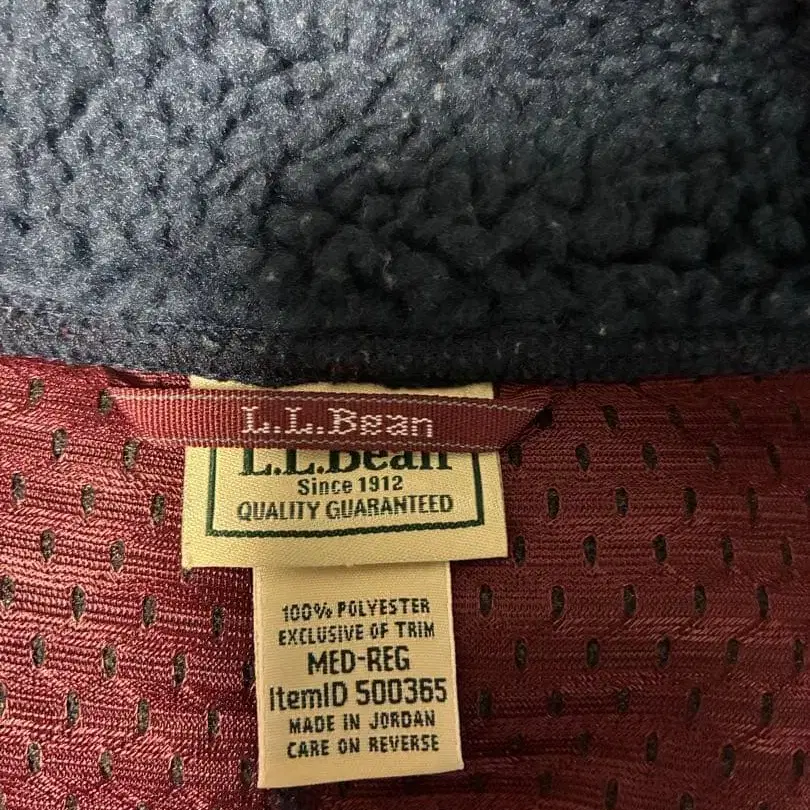 L.L.Bean
L.L.Bean
Since 1912
QUALITY GUARANTEED
100% POLYESTER
EXCLUSIVE OF TRIM
MED-REG
ItemID 500365
MADE IN JORDAN
CARE ON REVERSE